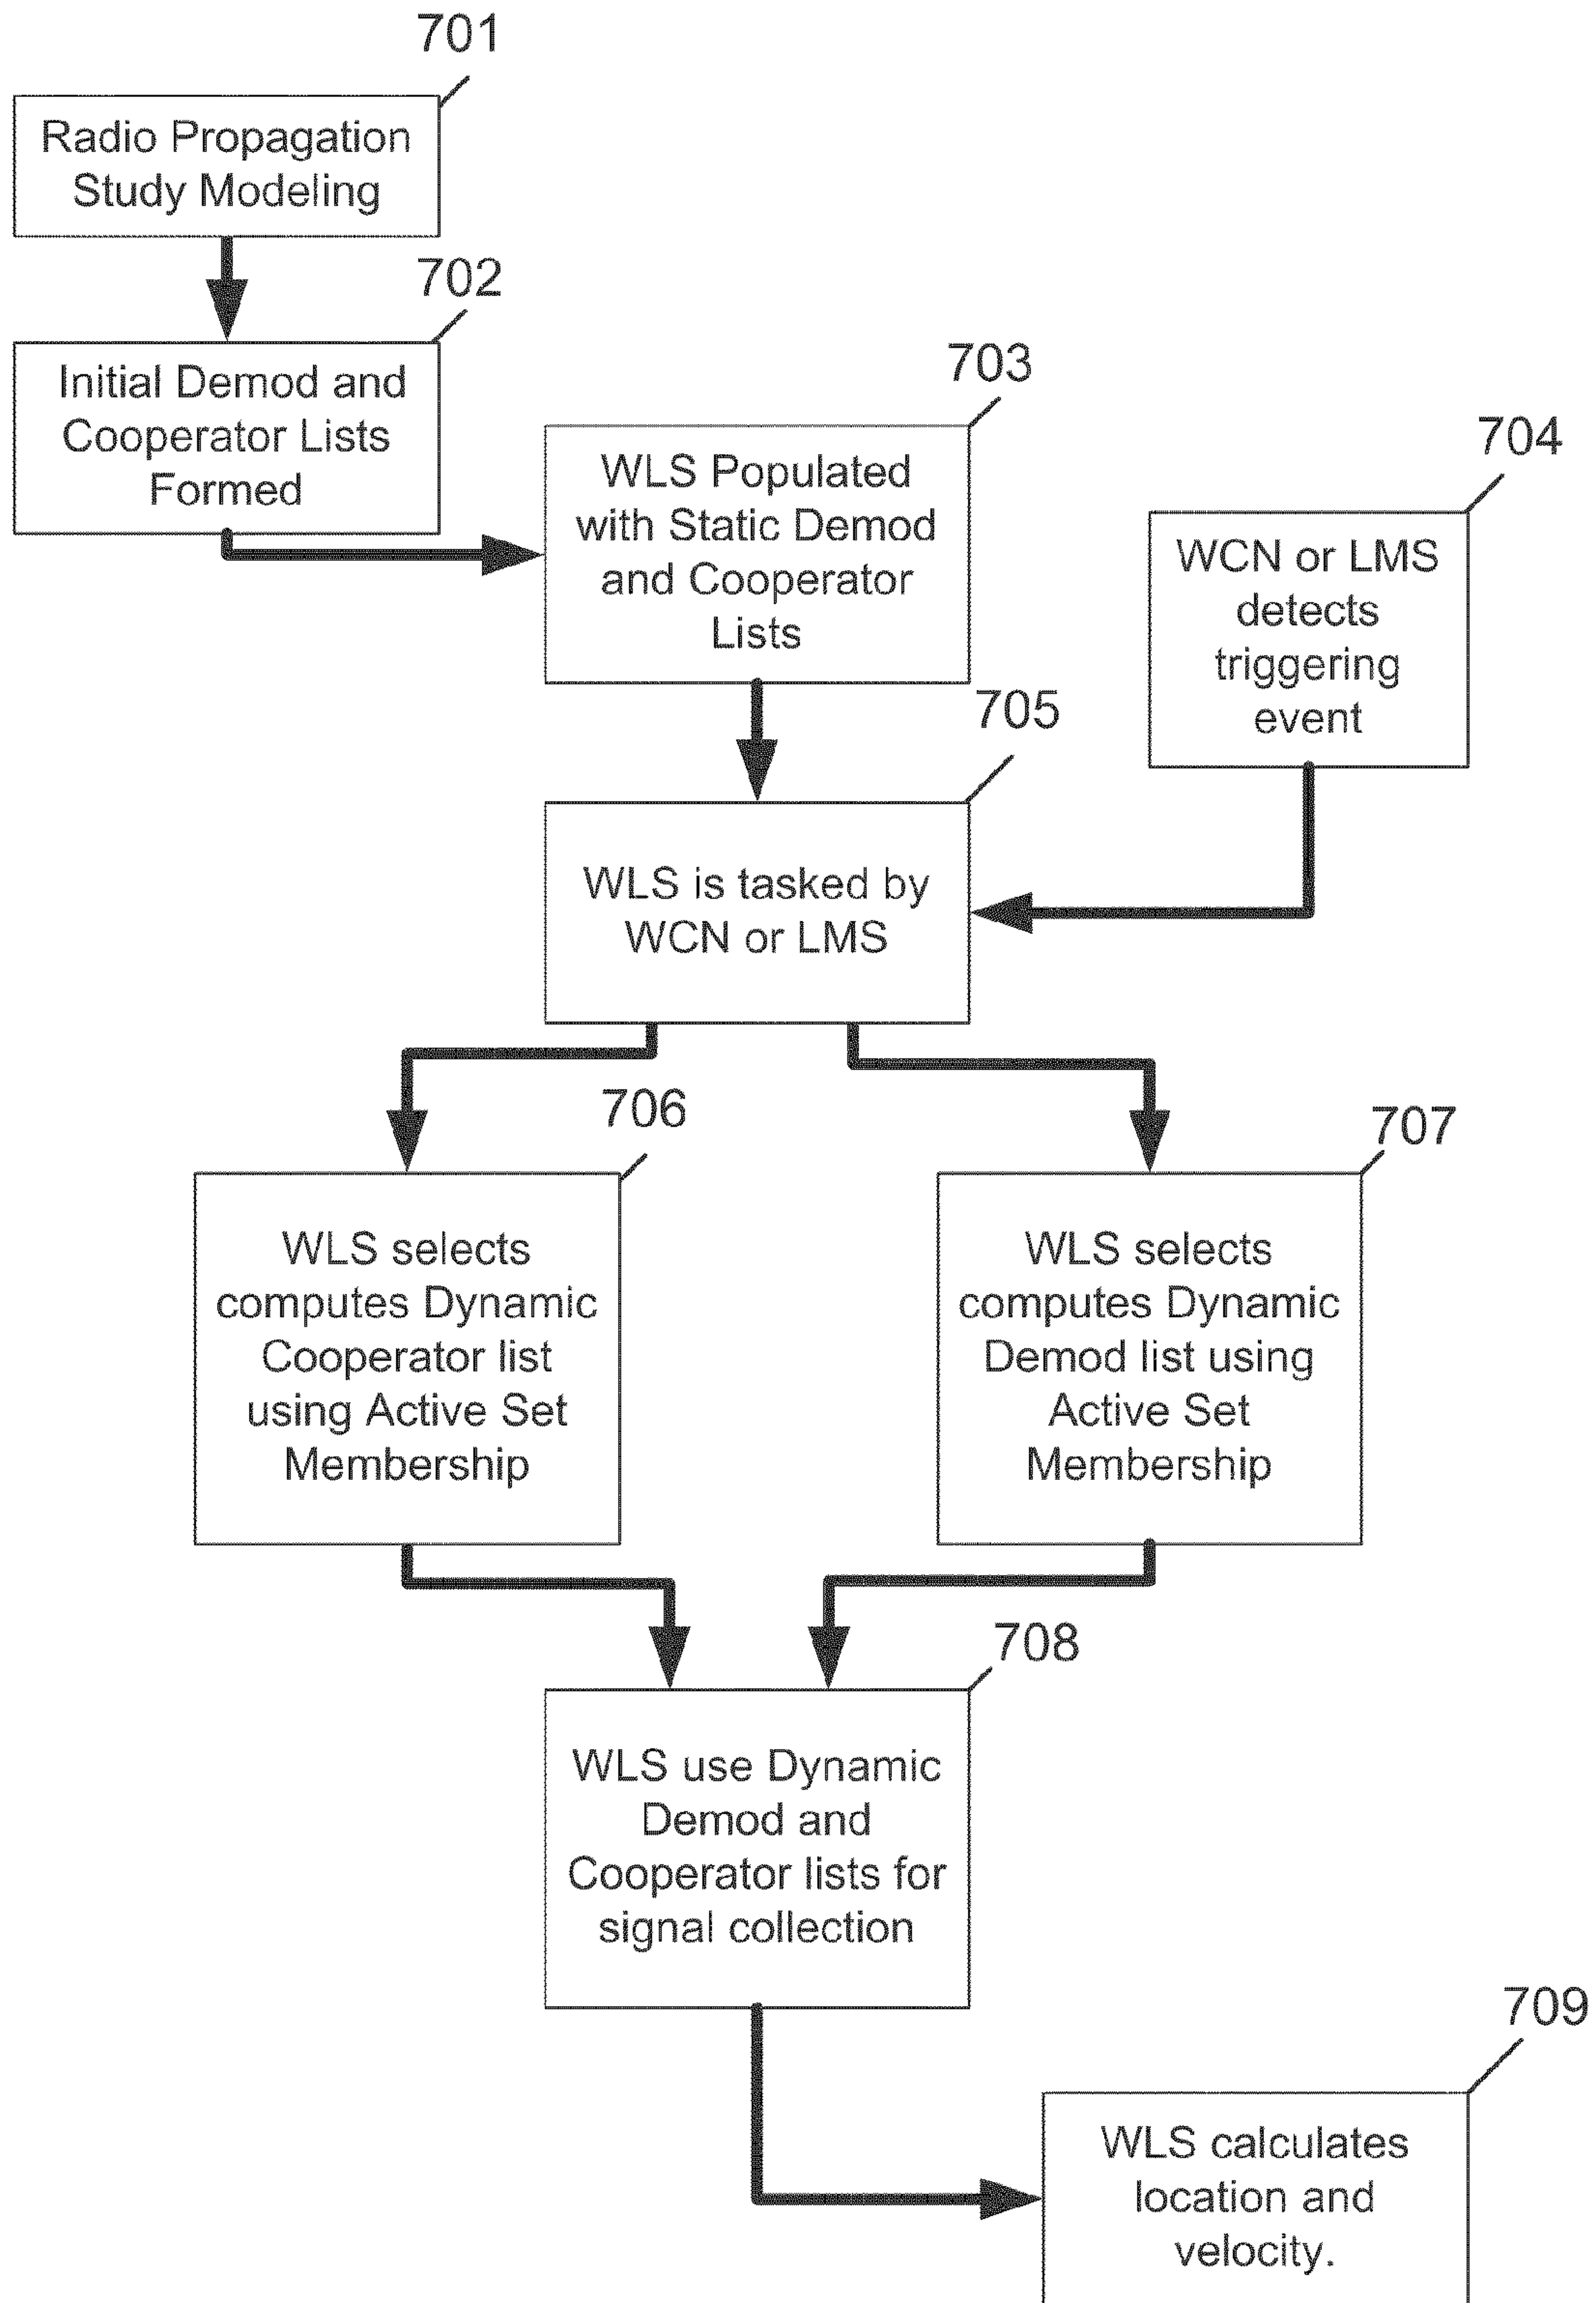 701
Radio Propagation
Study Modeling
702
Initial Demod and
Cooperator Lists
Formed
703
WLS Populated
with Static Demod
and Cooperator
Lists
704
WCN or LMS
detects
triggering
event
705
WLS is tasked by
WCN or LMS
706
WLS selects
computes Dynamic
Cooperator list
using Active Set
Membership
707
WLS selects
computes Dynamic
Demod list using
Active Set
Membership
708
WLS use Dynamic
Demod and
Cooperator lists for
signal collection
709
WLS calculates
location and
velocity.